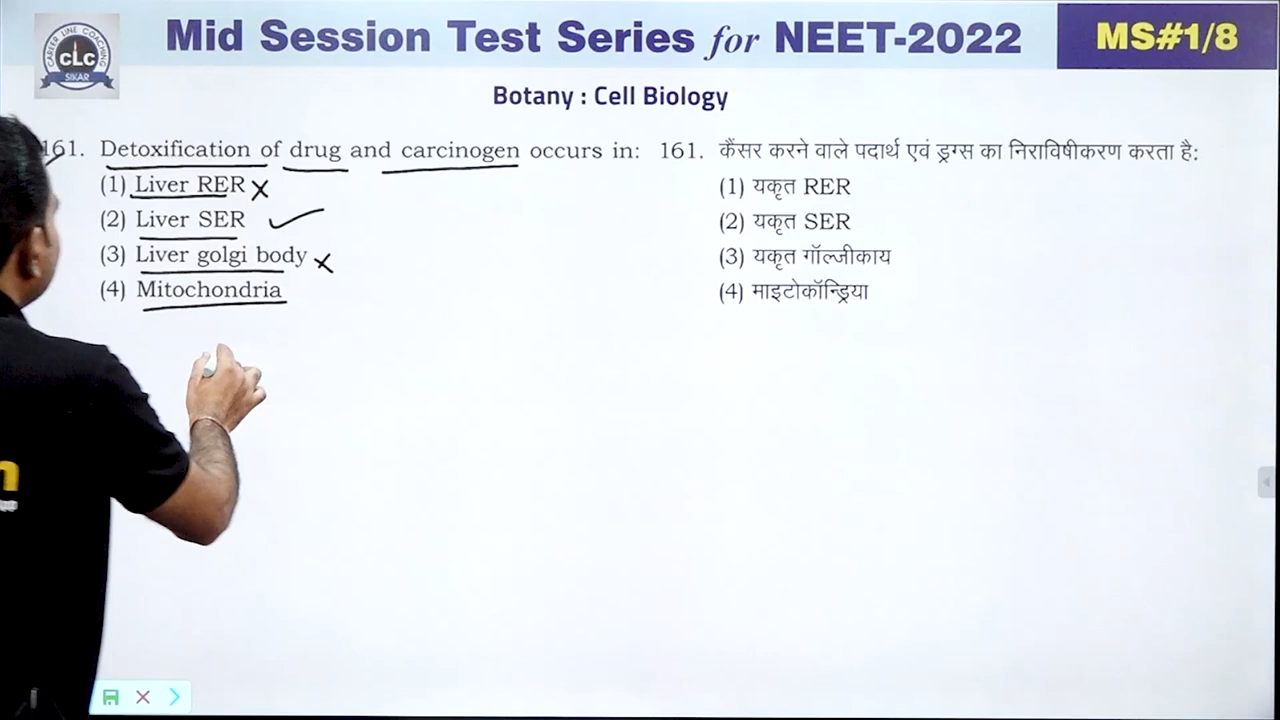 Mid Session Test Series for NEET-2022
MS#1/8
CAREER LINE COACHING
CLC
SIKAR
Botany : Cell Biology
161. Detoxification of drug and carcinogen occurs in:
(1) Liver RER
(2) Liver SER
(3) Liver golgi body
(4) Mitochondria
161. कैंसर करने वाले पदार्थ एवं ड्रग्स का निराविषीकरण करता है:
(1) यकृत RER
(2) यकृत SER
(3) यकृत गॉल्जीकाय
(4) माइटोकॉन्ड्रिया